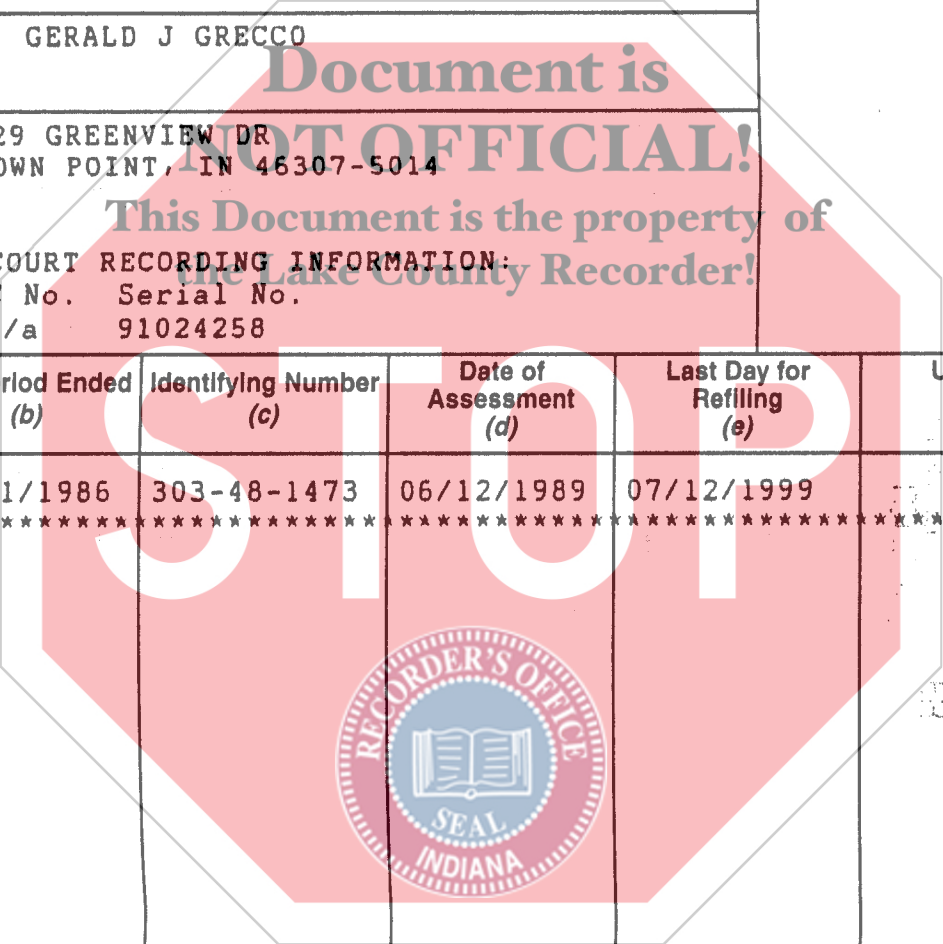 GERALD J GRECCO
Document is
29 GREENVIEW DR
NOT OFFICIAL!
OWN POINT, IN 46307-5014
This Document is the property of
COURT RECORDING INFORMATION:
the Lake County Recorder!
No. Serial No.
/a 91024258
STOP
riod Ended Identifying Number Date of Assessment Last Day for Refiling
(b) (c) (d) (e)
1/1986 303-48-1473 06/12/1989 07/12/1999
RECORDER'S OFFICE
SEAL
INDIANA